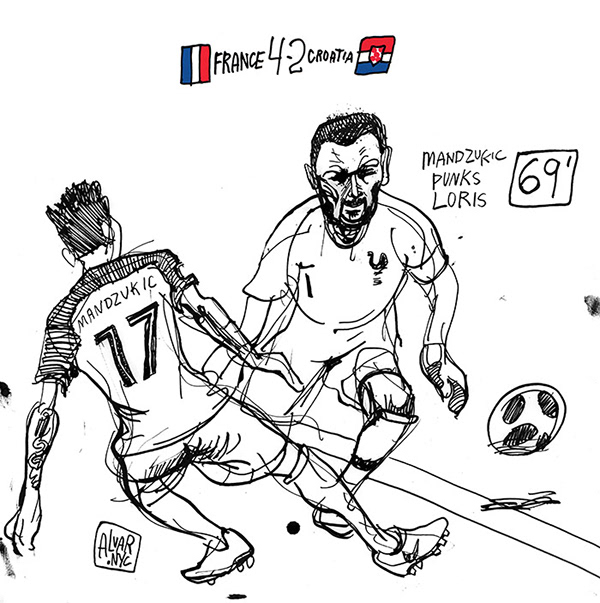 FRANCE 4-2 CROATIA
MANDZUKIC
PUNKS
LORIS
69'
1
MANDZUKIC
17
ALVAR
.NYC